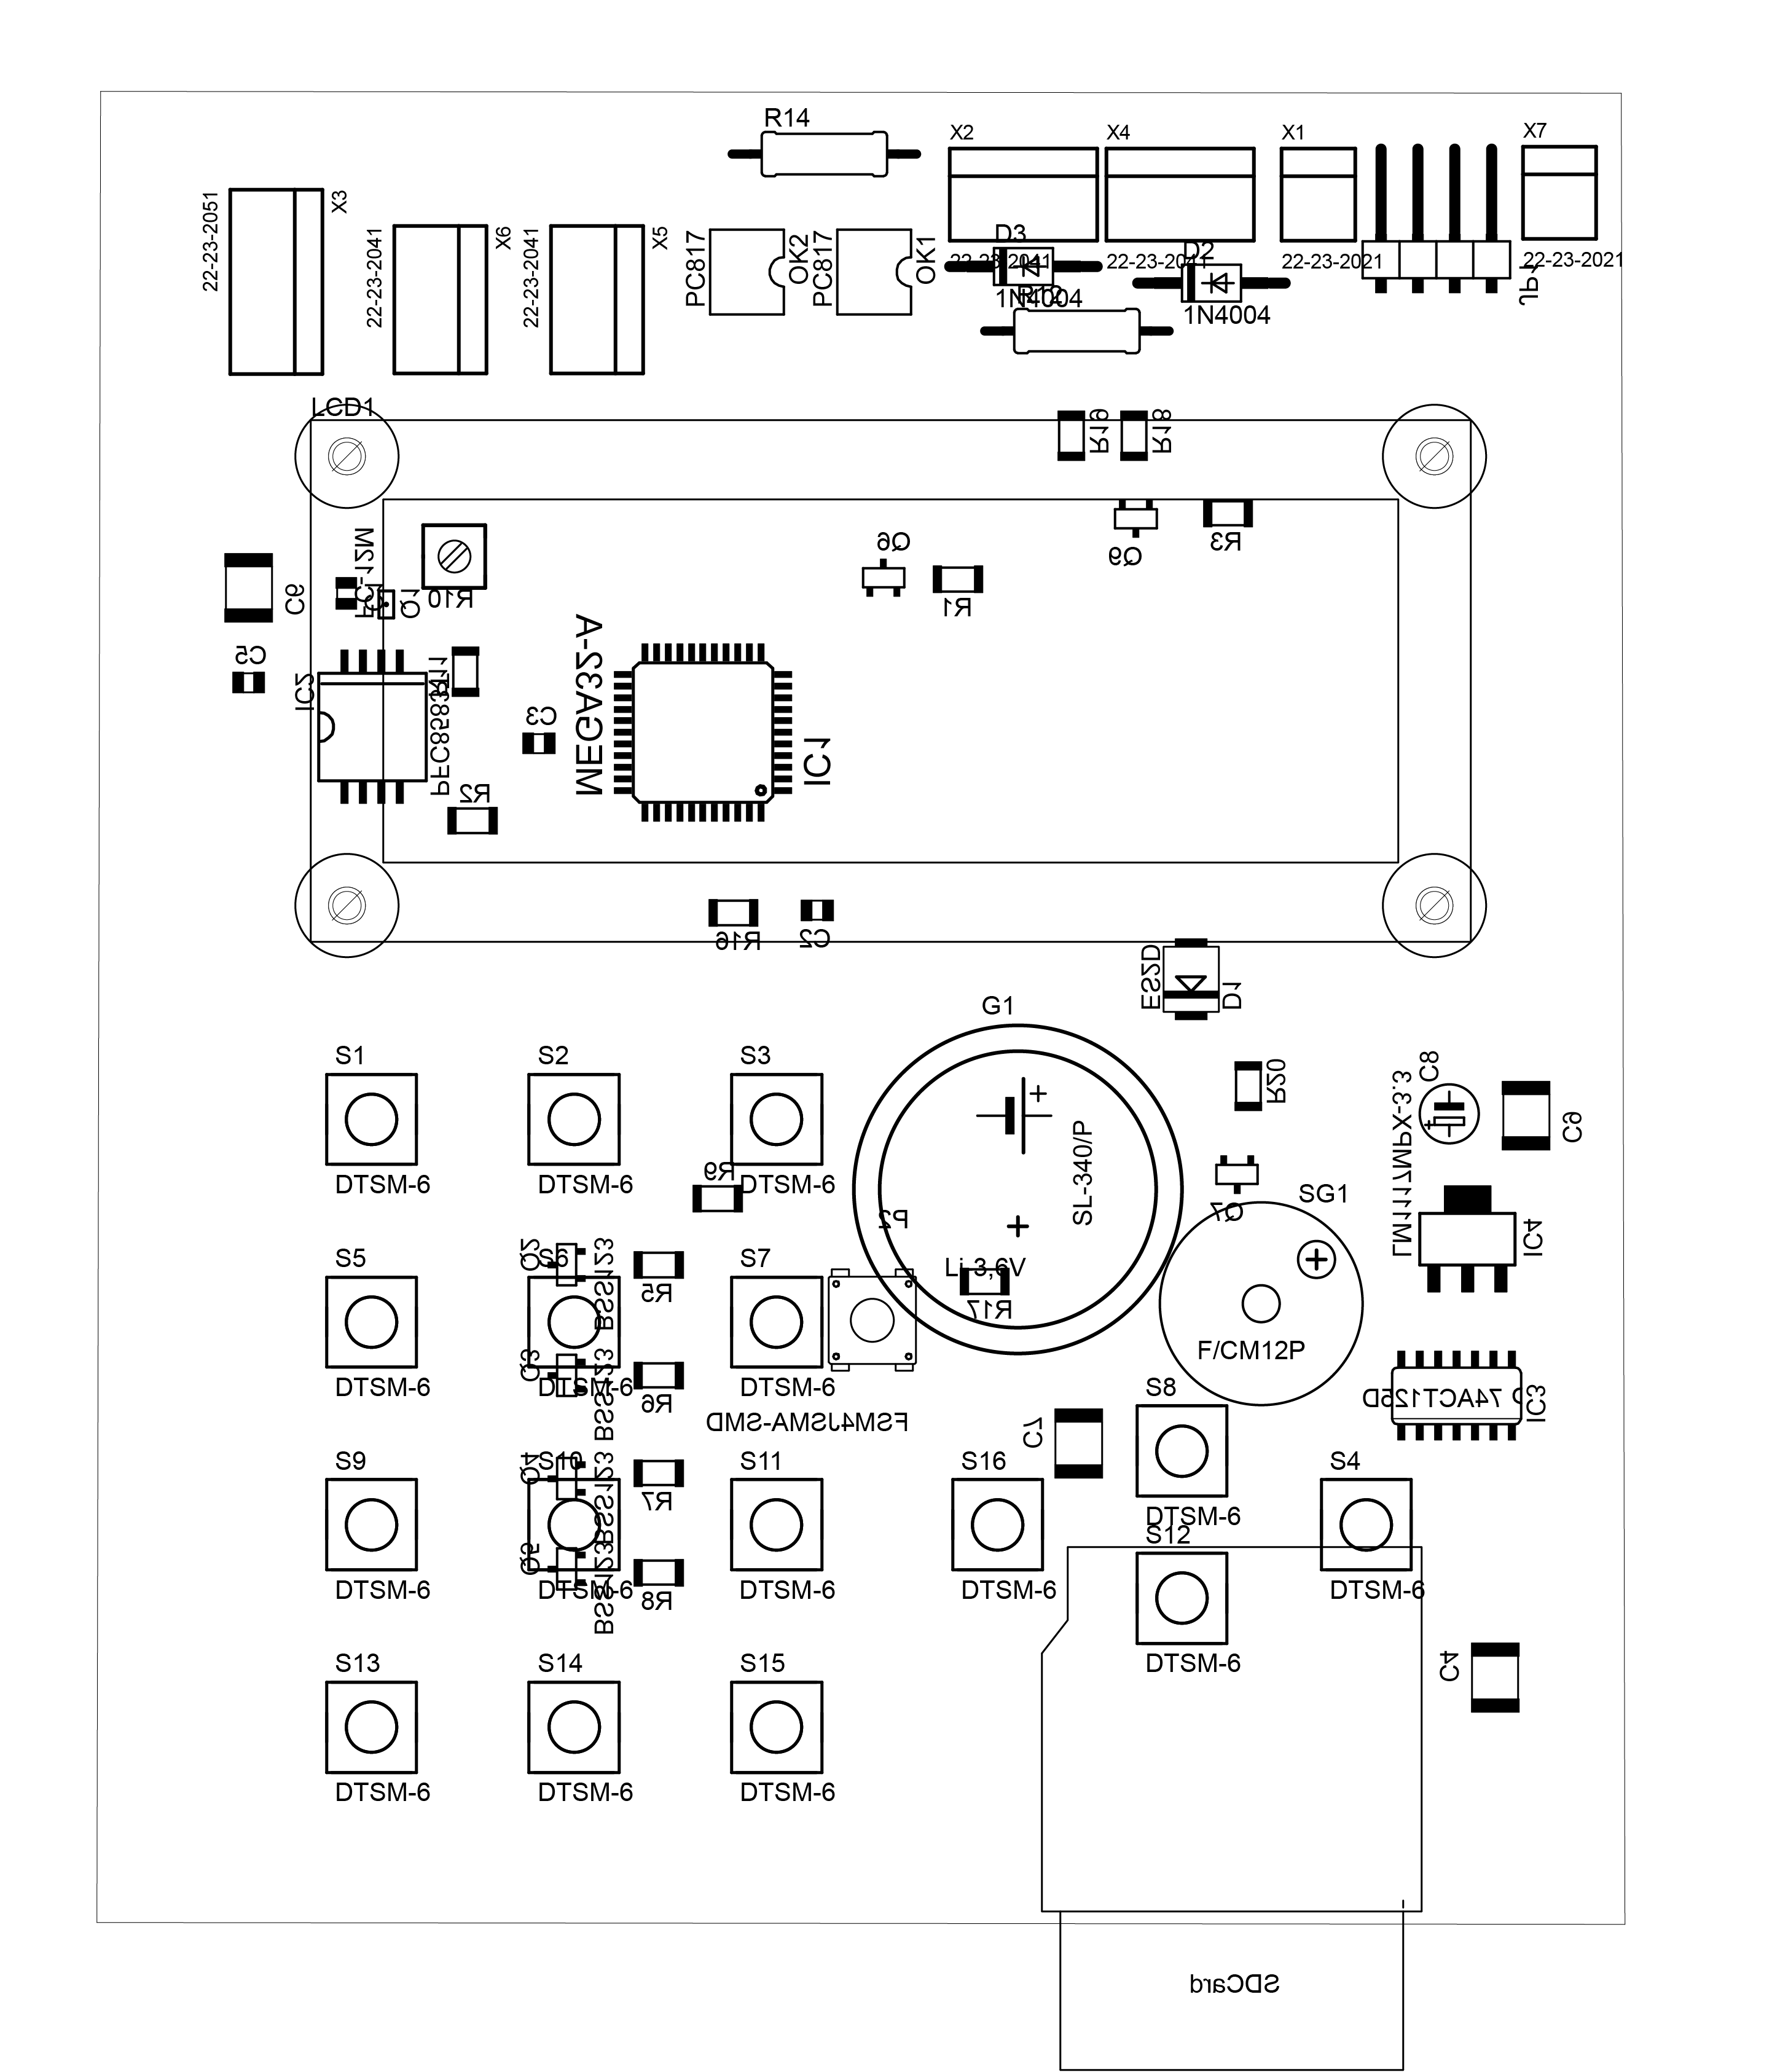 R14
X2
X4
X1
X7
22-23-2051
X3
22-23-2041
X6
22-23-2041
X5
PC817
OK2
PC817
OK1
D3
22-23-2041
1N4004
22-23-2041
D2
1N4004
22-23-2021
22-23-2021
JP1
R12
LCD1
R19
R18
C6
FC-12M
Q1
R10
Q6
R1
Q9
R3
C5
IC2
R11
PFC8583T
C3
MEGA32-A
IC1
R2
R16
C2
ES2D
D1
G1
S1
S2
S3
+
SL-340/P
R20
LM1117MPX-3.3
C8
C9
DTSM-6
DTSM-6
DTSM-6
R9
P2
+
Li 3,6V
R17
Q7
SG1
IC4
S5
Q2
S6
BSS123
R5
S7
F/CM12P
DTSM-6
Q3
DTSM-6
BSS123
R6
DTSM-6
FSM4JSMA-SMD
S8
C7
74ACT125D
IC3
S9
Q4
S10
BSS123
R7
S11
S16
DTSM-6
S4
S12
DTSM-6
Q5
DTSM-6
BSS123
R8
DTSM-6
DTSM-6
DTSM-6
S13
S14
S15
DTSM-6
C4
DTSM-6
DTSM-6
DTSM-6
SDCard